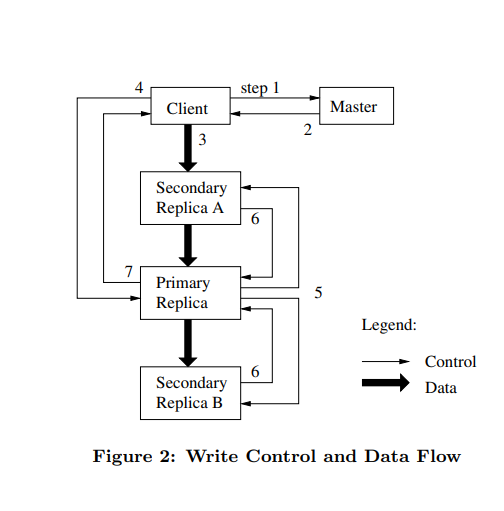 4
step 1
Client
Master
2
3
Secondary
Replica A
6
7
Primary
Replica
5
Legend:
6
Control
Secondary
Replica B
Data
Figure 2: Write Control and Data Flow